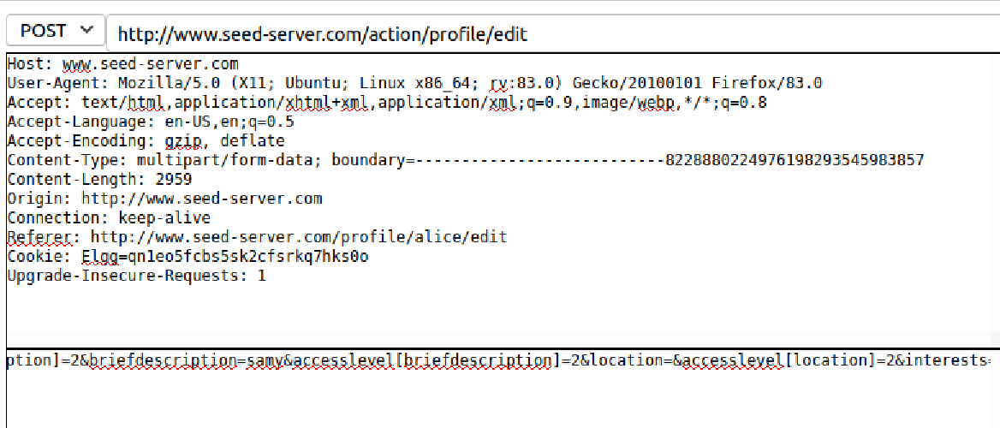 POST
http://www.seed-server.com/action/profile/edit
Host: www.seed-server.com
User-Agent: Mozilla/5.0 (X11; Ubuntu; Linux x86_64; rv:83.0) Gecko/20100101 Firefox/83.0
Accept: text/html,application/xhtml+xml,application/xml;q=0.9,image/webp,*/*;q=0.8
Accept-Language: en-US,en;q=0.5
Accept-Encoding: gzip, deflate
Content-Type: multipart/form-data; boundary=---------------------------8228880224976198293545983857
Content-Length: 2959
Origin: http://www.seed-server.com
Connection: keep-alive
Referer: http://www.seed-server.com/profile/alice/edit
Cookie: Elgg=qn1eo5fcbs5sk2cfsrkq7hks0o
Upgrade-Insecure-Requests: 1
ption]=2&briefdescription=samy&accesslevel[briefdescription]=2&location=&accesslevel[location]=2&interests=